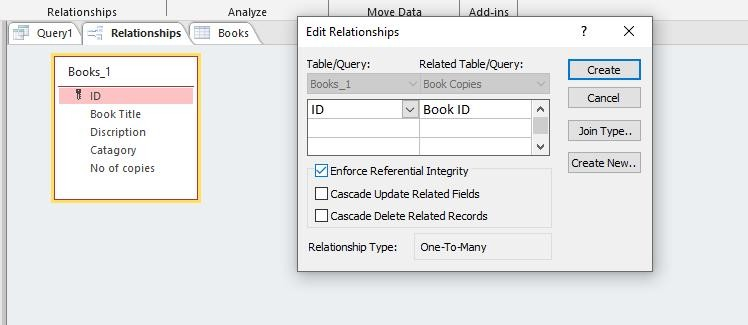 Relationships Analyze Move Data Add-ins
Query1 Relationships Books
Books_1
ID
Book Title
Discription
Catagory
No of copies
Edit Relationships ? ×
Table/Query: Related Table/Query:
Books_1 Book Copies
ID Book ID
Enforce Referential Integrity
Cascade Update Related Fields
Cascade Delete Related Records
Relationship Type: One-To-Many
Create
Cancel
Join Type..
Create New..